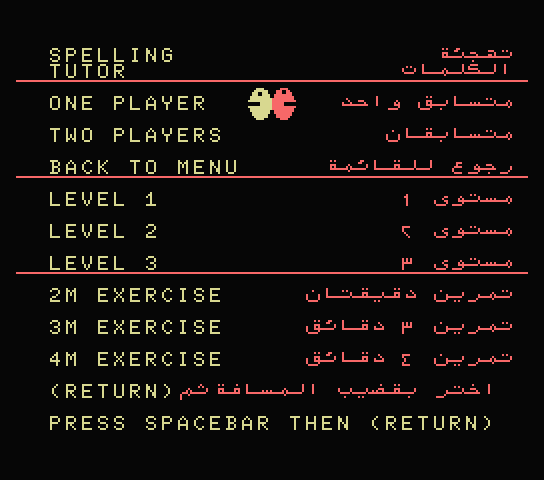 SPELLING تهجئة
TUTOR الكلمات
ONE PLAYER متسابق واحد
TWO PLAYERS متسابقان
BACK TO MENU رجوع للقائمة
LEVEL 1 مستوى ١
LEVEL 2 مستوى ٢
LEVEL 3 مستوى ٣
2M EXERCISE تمرين دقيقتان
3M EXERCISE تمرين ٣ دقائق
4M EXERCISE تمرين ٤ دقائق
(RETURN) اختر بقضيب المسافة ثم
PRESS SPACEBAR THEN (RETURN)